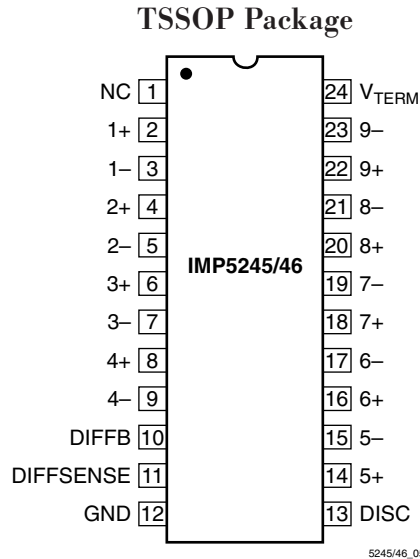 TSSOP Package
NC 1 24 VTERM
1+ 2 23 9–
1– 3 22 9+
2+ 4 21 8–
2– 5 20 8+
IMP5245/46
3+ 6 19 7–
3– 7 18 7+
4+ 8 17 6–
4– 9 16 6+
DIFFB 10 15 5–
DIFFSENSE 11 14 5+
GND 12 13 DISC